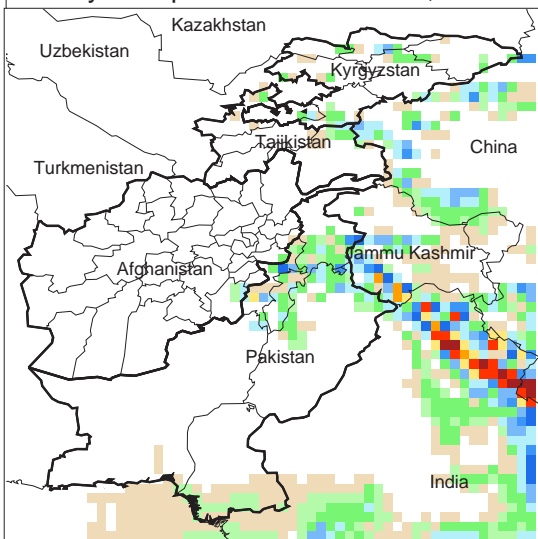 Kazakhstan
Uzbekistan
Kyrgyzstan
Tajikistan
China
Turkmenistan
Jammu Kashmir
Afghanistan
Pakistan
India